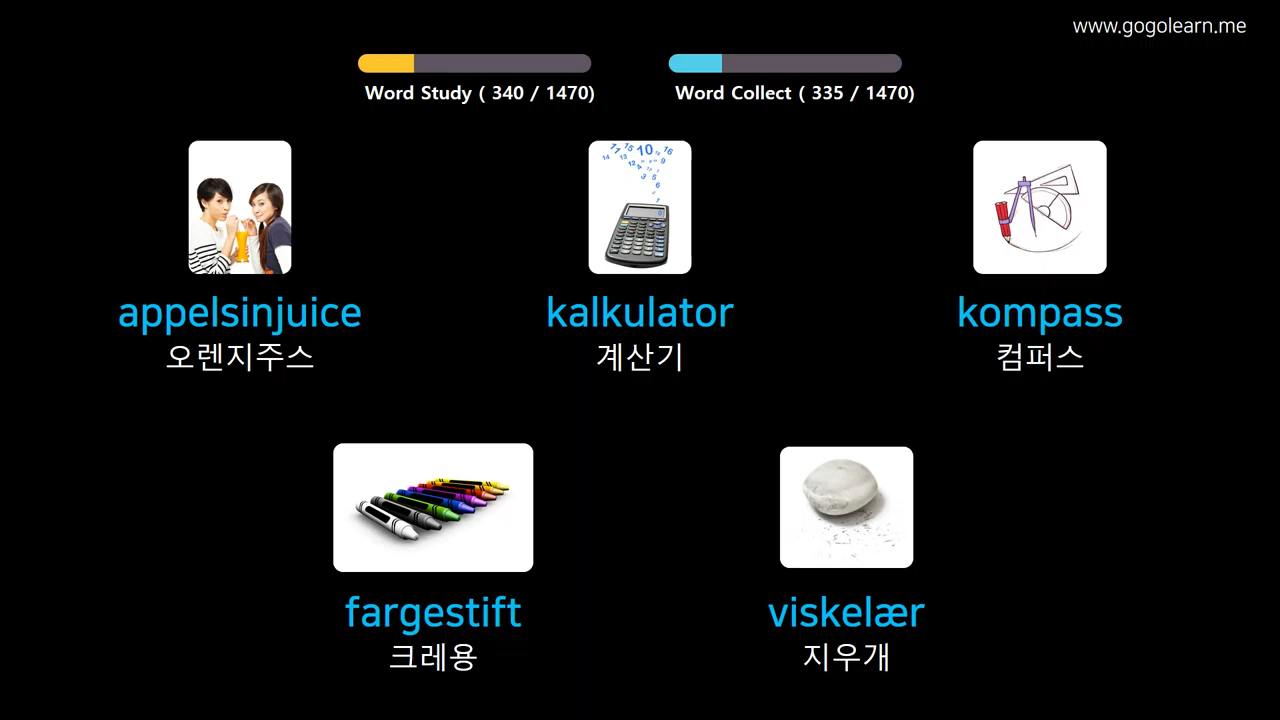 www.gogolearn.me
Word Study ( 340 / 1470)
Word Collect ( 335 / 1470)
appelsinjuice
오렌지주스
kalkulator
계산기
kompass
컴퍼스
fargestift
크레용
viskelær
지우개